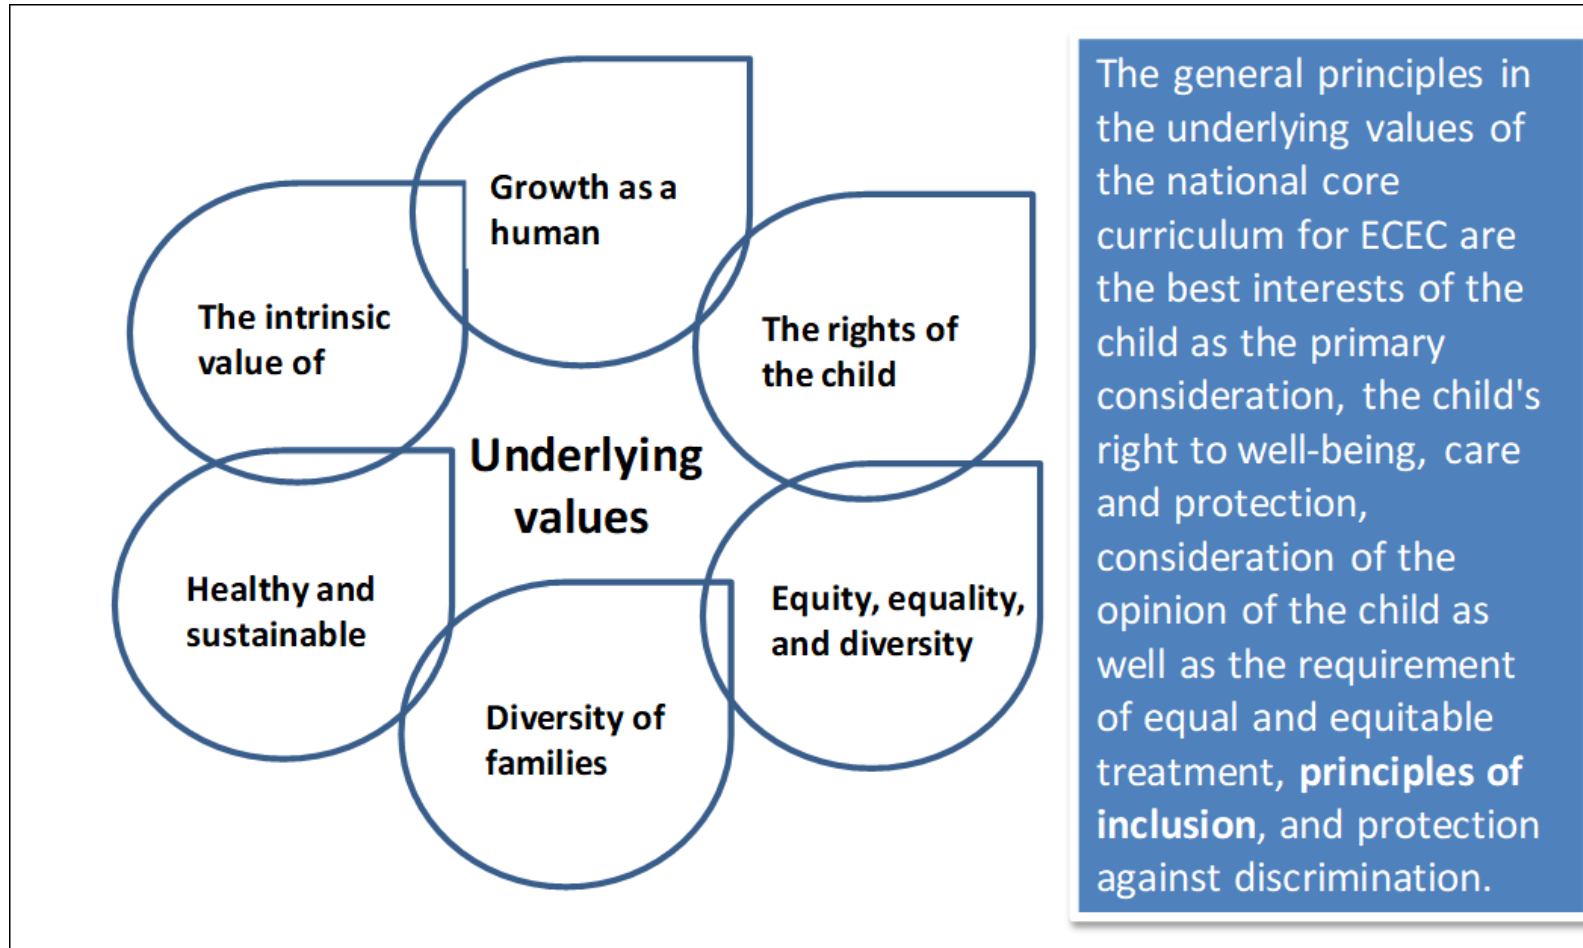 Growth as a
human
The intrinsic
value of
The rights of
the child
Underlying
values
Healthy and
sustainable
Equity, equality,
and diversity
Diversity of
families
The general principles in
the underlying values of
the national core
curriculum for ECEC are
the best interests of the
child as the primary
consideration, the child's
right to well-being, care
and protection,
consideration of the
opinion of the child as
well as the requirement
of equal and equitable
treatment, principles of
inclusion, and protection
against discrimination.